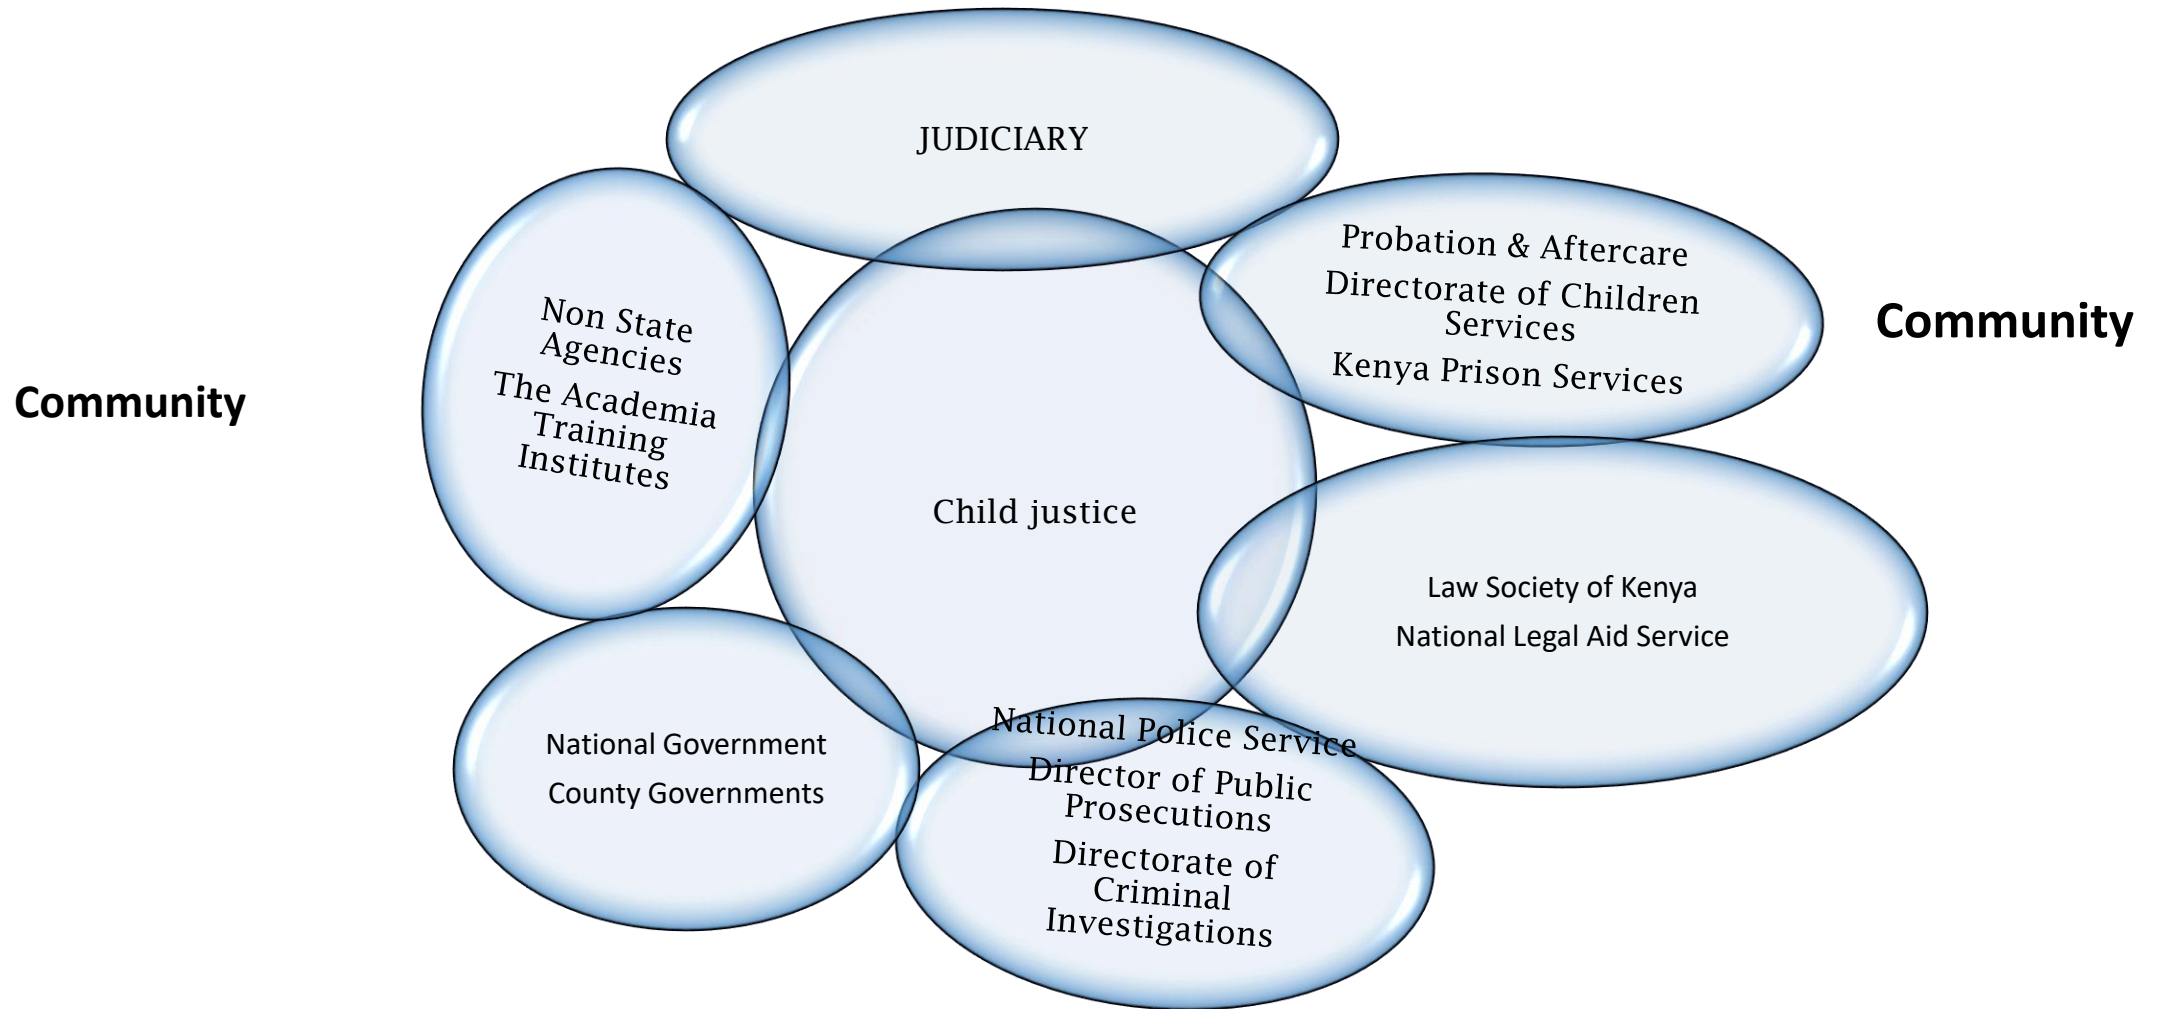 JUDICIARY
Probation & Aftercare
Directorate of Children
Services
Kenya Prison Services
Community
Non State
Agencies
The Academia
Training
Institutes
Community
Child justice
Law Society of Kenya
National Legal Aid Service
National Government
County Governments
National Police Service
Director of Public
Prosecutions
Directorate of
Criminal
Investigations